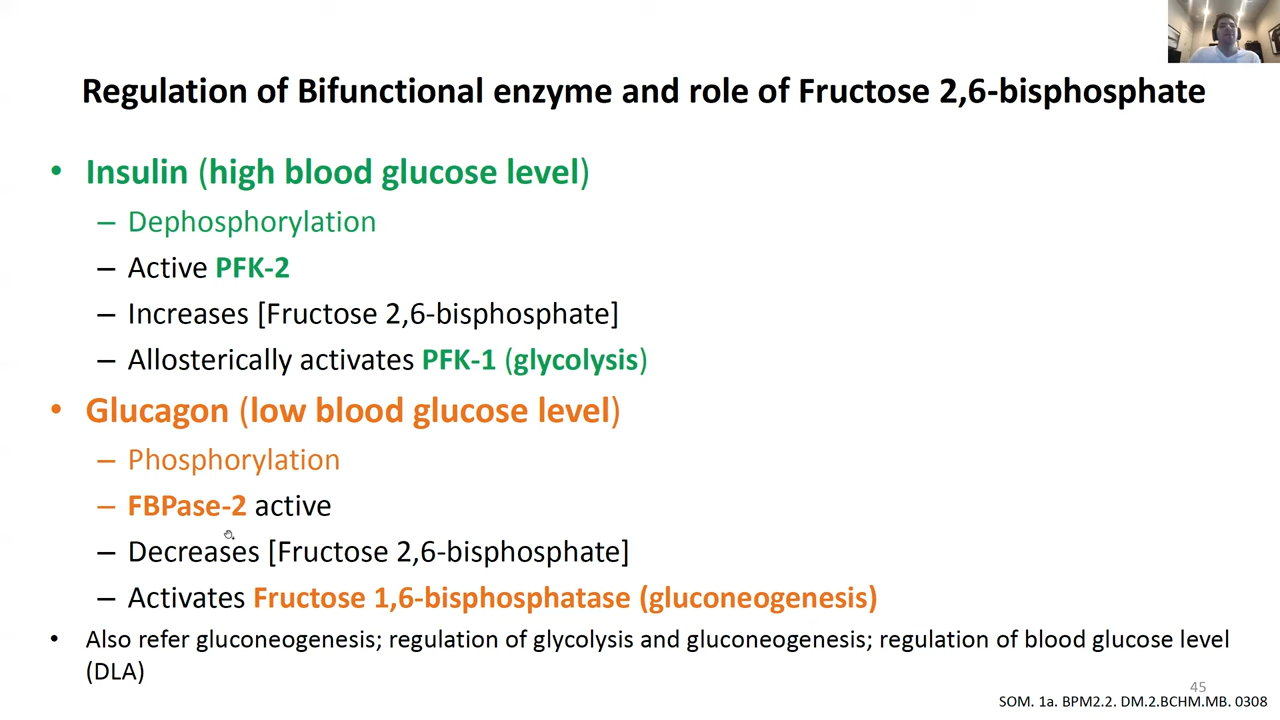 Regulation of Bifunctional enzyme and role of Fructose 2,6-bisphosphate
• Insulin (high blood glucose level)
– Dephosphorylation
– Active PFK-2
– Increases [Fructose 2,6-bisphosphate]
– Allosterically activates PFK-1 (glycolysis)
• Glucagon (low blood glucose level)
– Phosphorylation
– FBPase-2 active
– Decreases [Fructose 2,6-bisphosphate]
– Activates Fructose 1,6-bisphosphatase (gluconeogenesis)
• Also refer gluconeogenesis; regulation of glycolysis and gluconeogenesis; regulation of blood glucose level
(DLA)
45
SOM. 1a. BPM2.2. DM.2.BCHM.MB. 0308